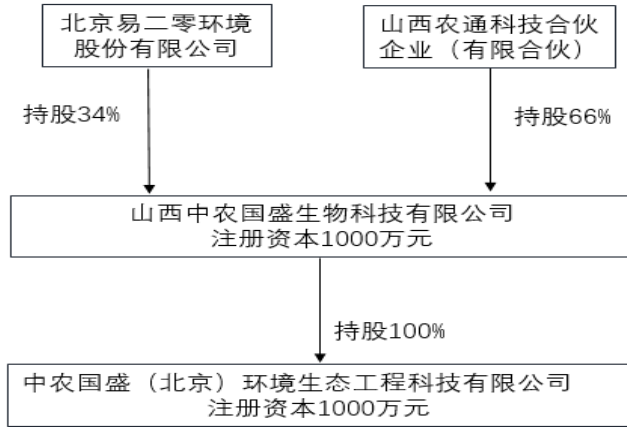 北京易二零环境
股份有限公司
山西农通科技合伙
企业（有限合伙）
持股34%
持股66%
山西中农国盛生物科技有限公司
注册资本1000万元
持股100%
中农国盛（北京）环境生态工程科技有限公司
注册资本1000万元